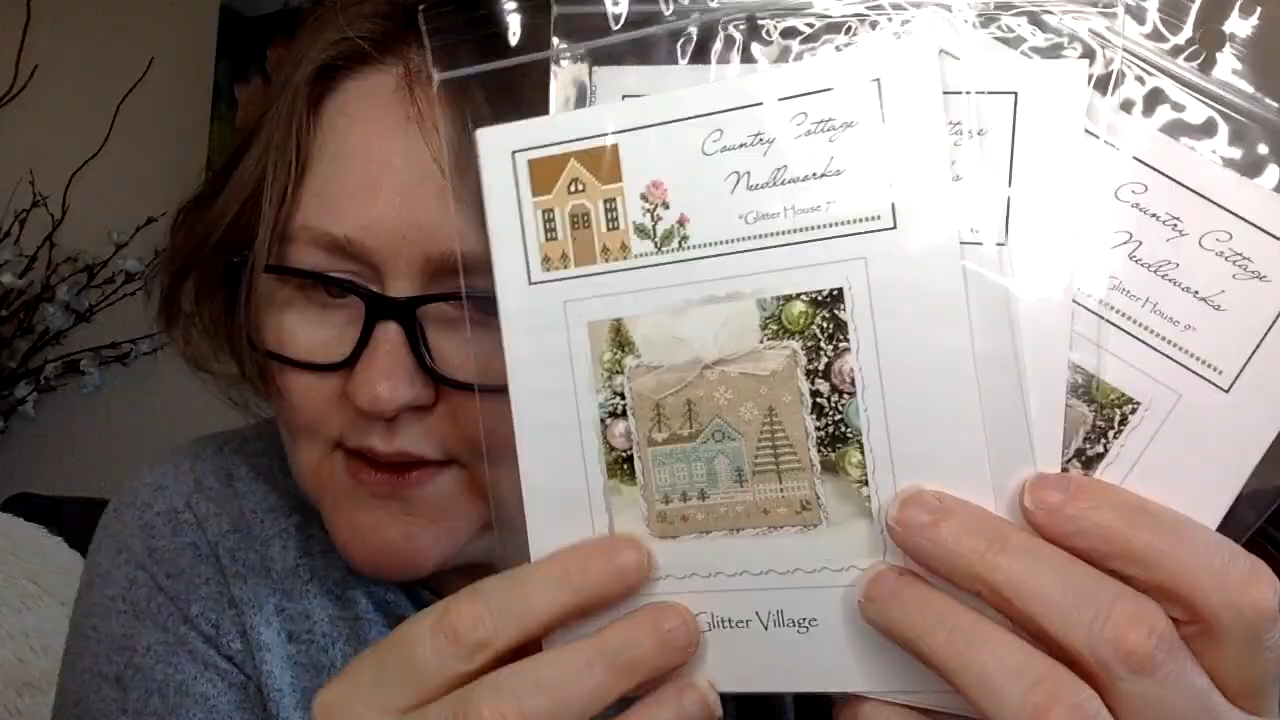 Country Cottage
Needleworks
"Glitter House 7"
Glitter Village
Country Cottage
Needleworks
Glitter House 9"